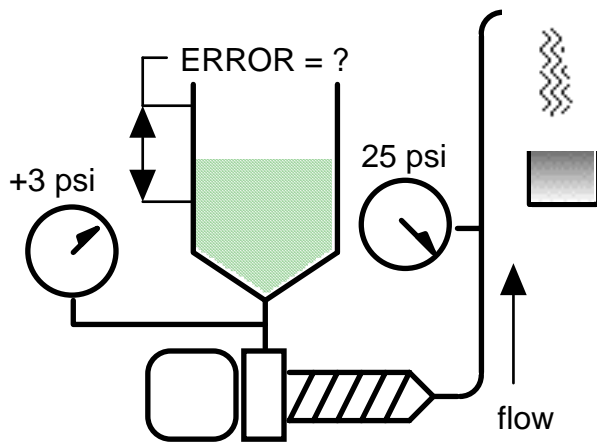 ERROR = ?
25 psi
+3 psi
flow